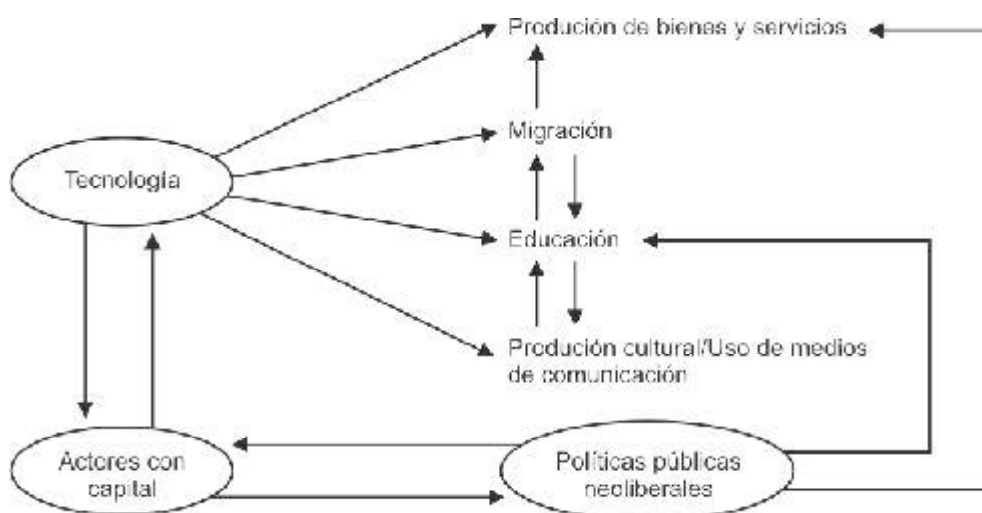 Produción de bienes y servicios
Migración
Tecnología
Educación
Produción cultural/Uso de medios
de comunicación
Actores con
capital
Políticas públicas
neoliberales